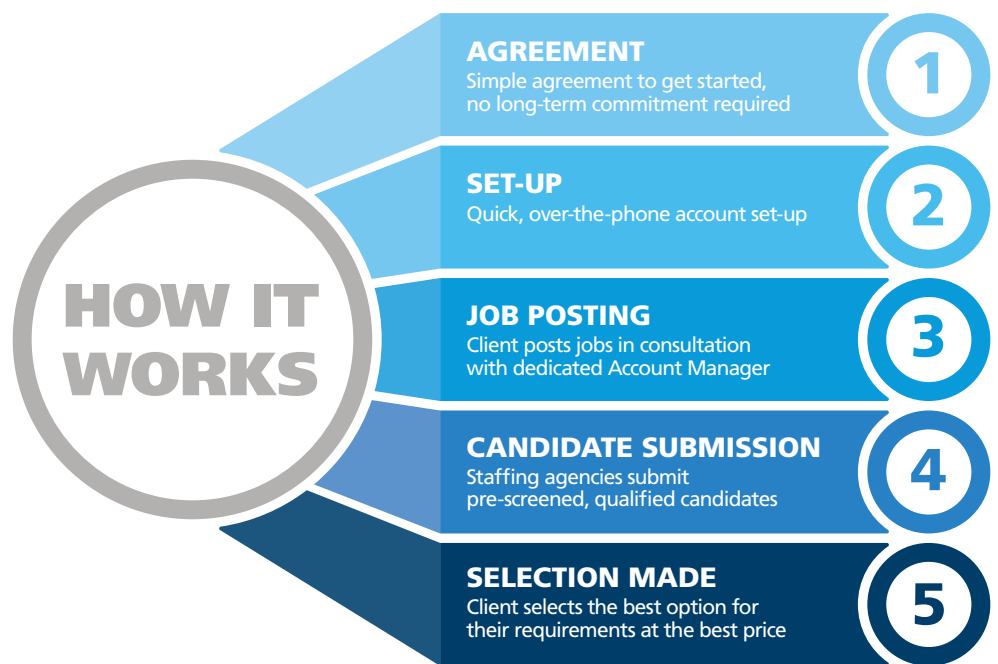 HOW IT
WORKS
AGREEMENT
Simple agreement to get started,
no long-term commitment required
1
SET-UP
Quick, over-the-phone account set-up
2
JOB POSTING
Client posts jobs in consultation
with dedicated Account Manager
3
CANDIDATE SUBMISSION
Staffing agencies submit
pre-screened, qualified candidates
4
SELECTION MADE
Client selects the best option for
their requirements at the best price
5